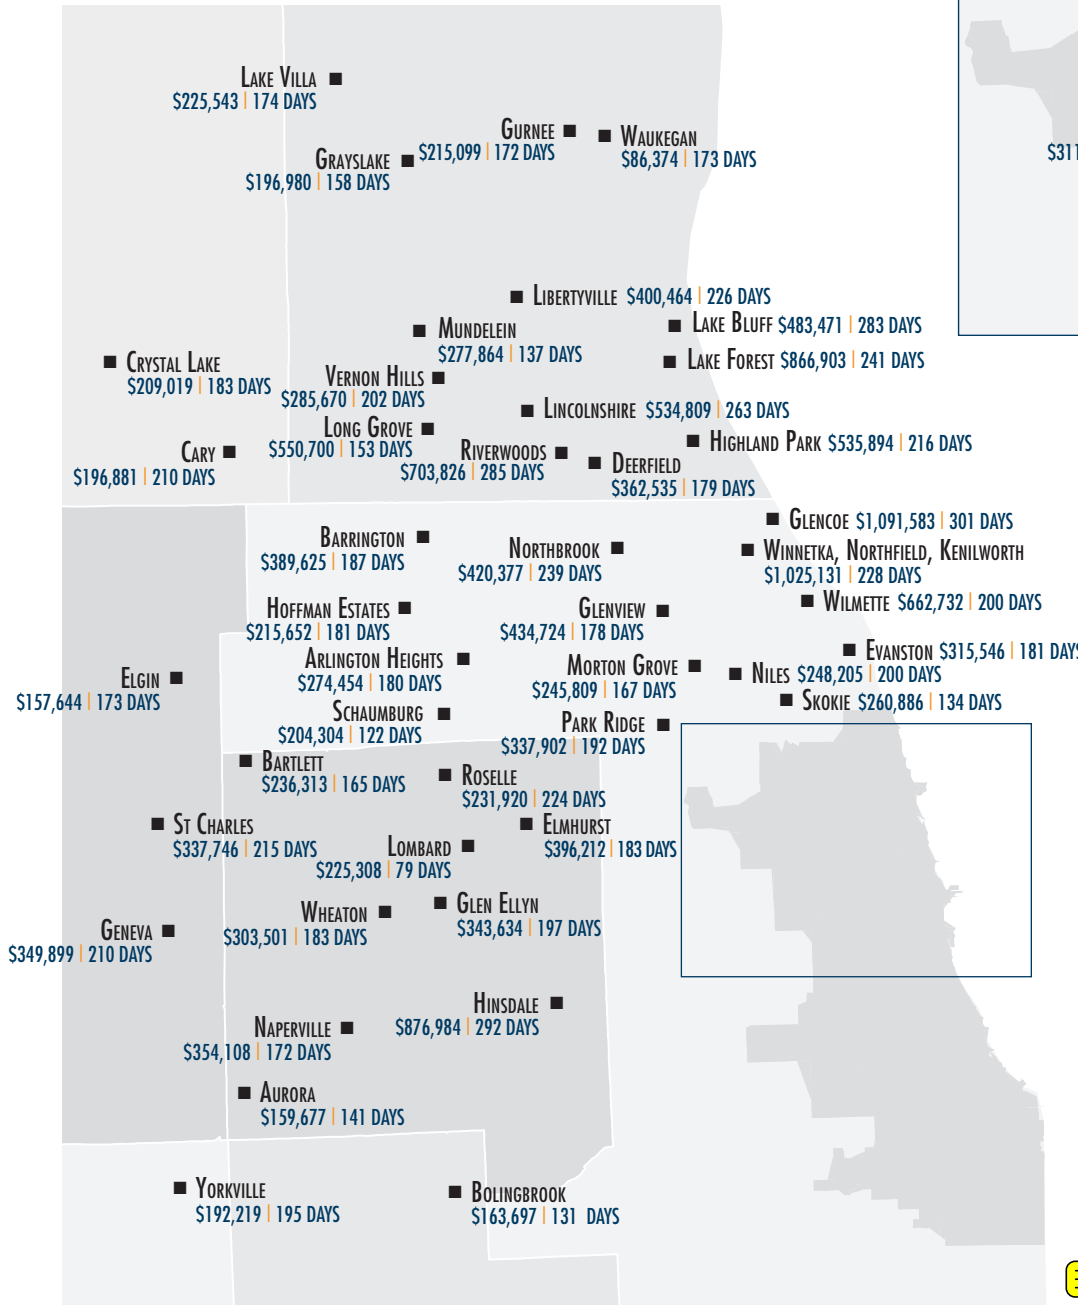 LAKE VILLA
$225,543 | 174 DAYS
GURNEE
$215,099 | 172 DAYS
WAUKEGAN
$86,374 | 173 DAYS
GRAYSLAKE
$196,980 | 158 DAYS
$311
LIBERTYVILLE $400,464 | 226 DAYS
MUNDELEIN
$277,864 | 137 DAYS
LAKE BLUFF $483,471 | 283 DAYS
CRYSTAL LAKE
$209,019 | 183 DAYS
LAKE FOREST $866,903 | 241 DAYS
VERNON HILLS
$285,670 | 202 DAYS
LINCOLNSHIRE $534,809 | 263 DAYS
LONG GROVE
$550,700 | 153 DAYS
HIGHLAND PARK $535,894 | 216 DAYS
CARY
$196,881 | 210 DAYS
RIVERWOODS
$703,826 | 285 DAYS
DEERFIELD
$362,535 | 179 DAYS
GLENCOE $1,091,583 | 301 DAYS
BARRINGTON
$389,625 | 187 DAYS
NORTHBROOK
$420,377 | 239 DAYS
WINNETKA, NORTHFIELD, KENILWORTH
$1,025,131 | 228 DAYS
WILMETTE $662,732 | 200 DAYS
HOFFMAN ESTATES
$215,652 | 181 DAYS
GLENVIEW
$434,724 | 178 DAYS
EVANSTON $315,546 | 181 DAYS
ARLINGTON HEIGHTS
$274,454 | 180 DAYS
MORTON GROVE
$245,809 | 167 DAYS
NILES $248,205 | 200 DAYS
ELGIN
$157,644 | 173 DAYS
SKOKIE $260,886 | 134 DAYS
SCHAUMBURG
$204,304 | 122 DAYS
PARK RIDGE
$337,902 | 192 DAYS
BARTLETT
$236,313 | 165 DAYS
ROSELLE
$231,920 | 224 DAYS
ST CHARLES
$337,746 | 215 DAYS
ELMHURST
$396,212 | 183 DAYS
LOMBARD
$225,308 | 79 DAYS
GLEN ELLYN
$343,634 | 197 DAYS
WHEATON
$303,501 | 183 DAYS
GENEVA
$349,899 | 210 DAYS
HINSDALE
$876,984 | 292 DAYS
NAPERVILLE
$354,108 | 172 DAYS
AURORA
$159,677 | 141 DAYS
YORKVILLE
$192,219 | 195 DAYS
BOLINGBROOK
$163,697 | 131 DAYS